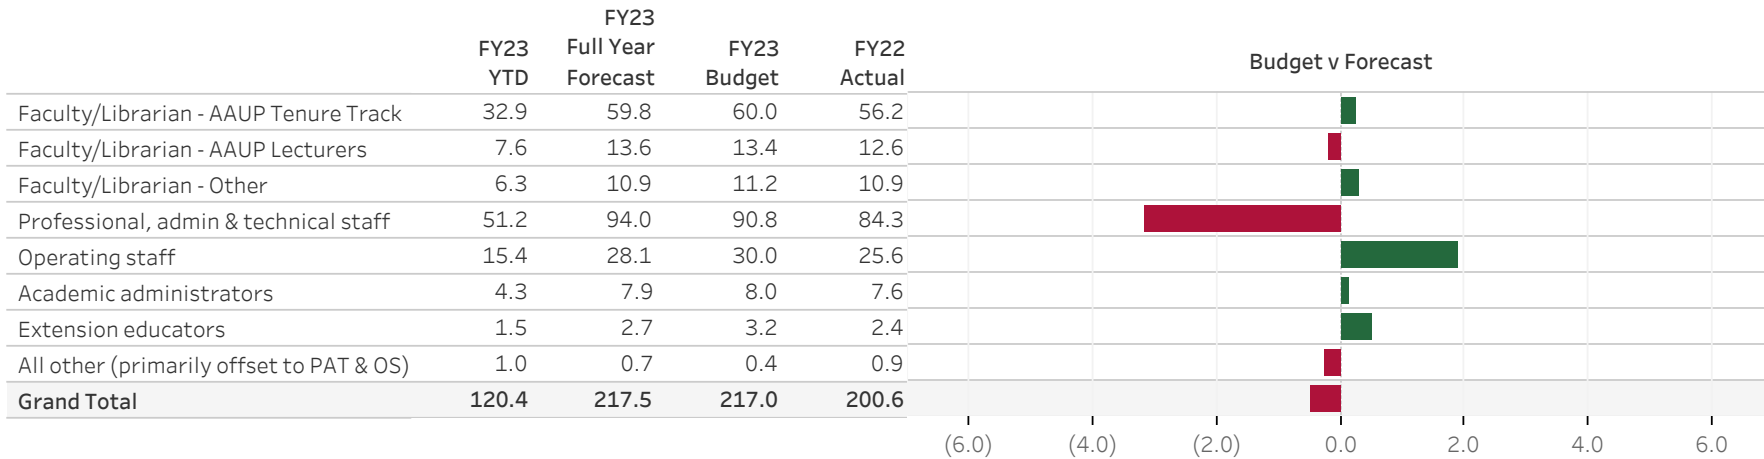 FY23 YTD FY23 Full Year Forecast FY23 Budget FY22 Actual Budget v Forecast
Faculty/Librarian - AAUP Tenure Track 32.9 59.8 60.0 56.2
Faculty/Librarian - AAUP Lecturers 7.6 13.6 13.4 12.6
Faculty/Librarian - Other 6.3 10.9 11.2 10.9
Professional, admin & technical staff 51.2 94.0 90.8 84.3
Operating staff 15.4 28.1 30.0 25.6
Academic administrators 4.3 7.9 8.0 7.6
Extension educators 1.5 2.7 3.2 2.4
All other (primarily offset to PAT & OS) 1.0 0.7 0.4 0.9
Grand Total 120.4 217.5 217.0 200.6
(6.0) (4.0) (2.0) 0.0 2.0 4.0 6.0